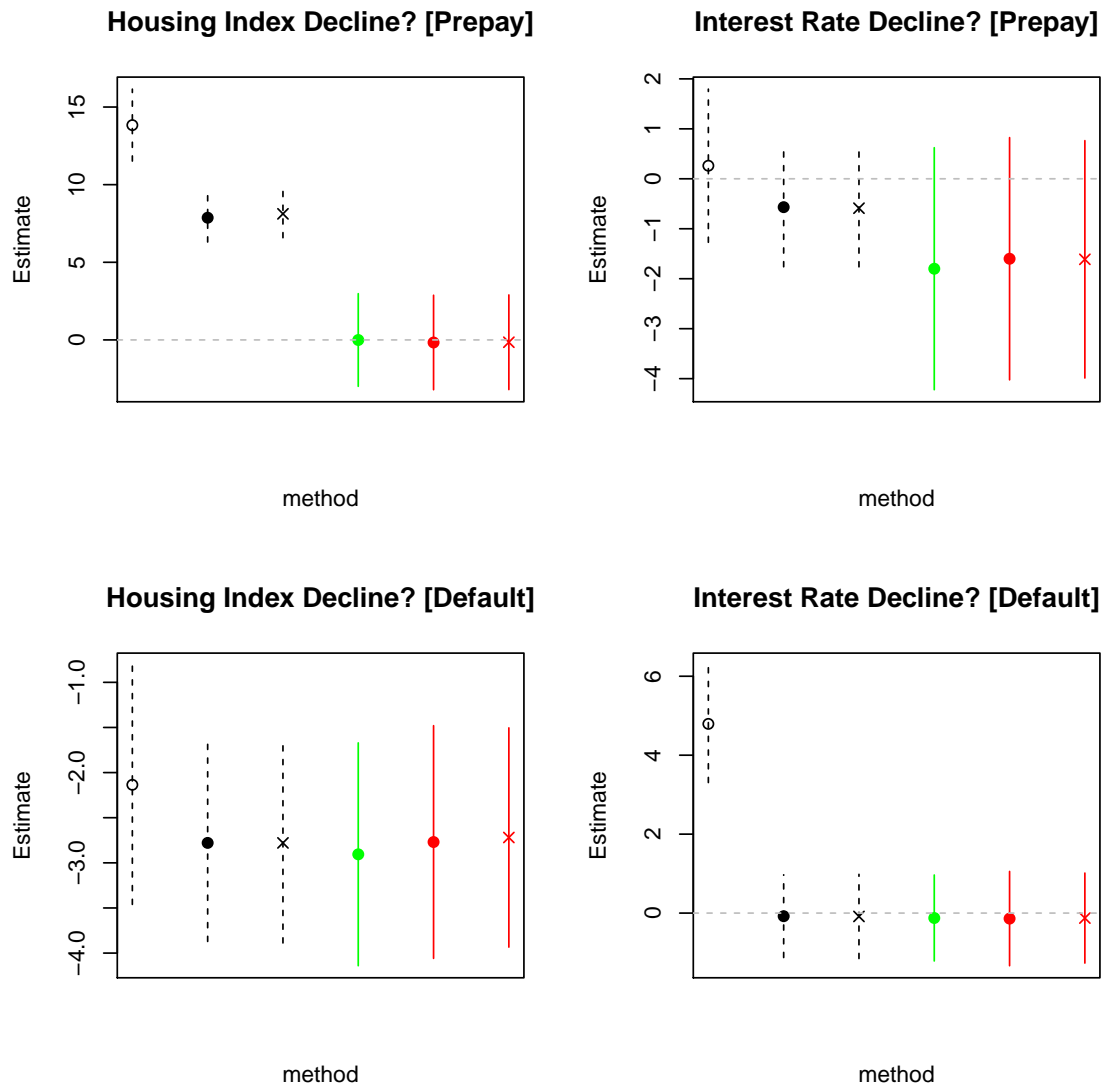 Housing Index Decline? [Prepay]
Estimate
15
10
5
0
method
Interest Rate Decline? [Prepay]
Estimate
2
1
0
−1
−2
−3
−4
method
Housing Index Decline? [Default]
Estimate
−1.0
−2.0
−3.0
−4.0
method
Interest Rate Decline? [Default]
Estimate
6
4
2
0
method